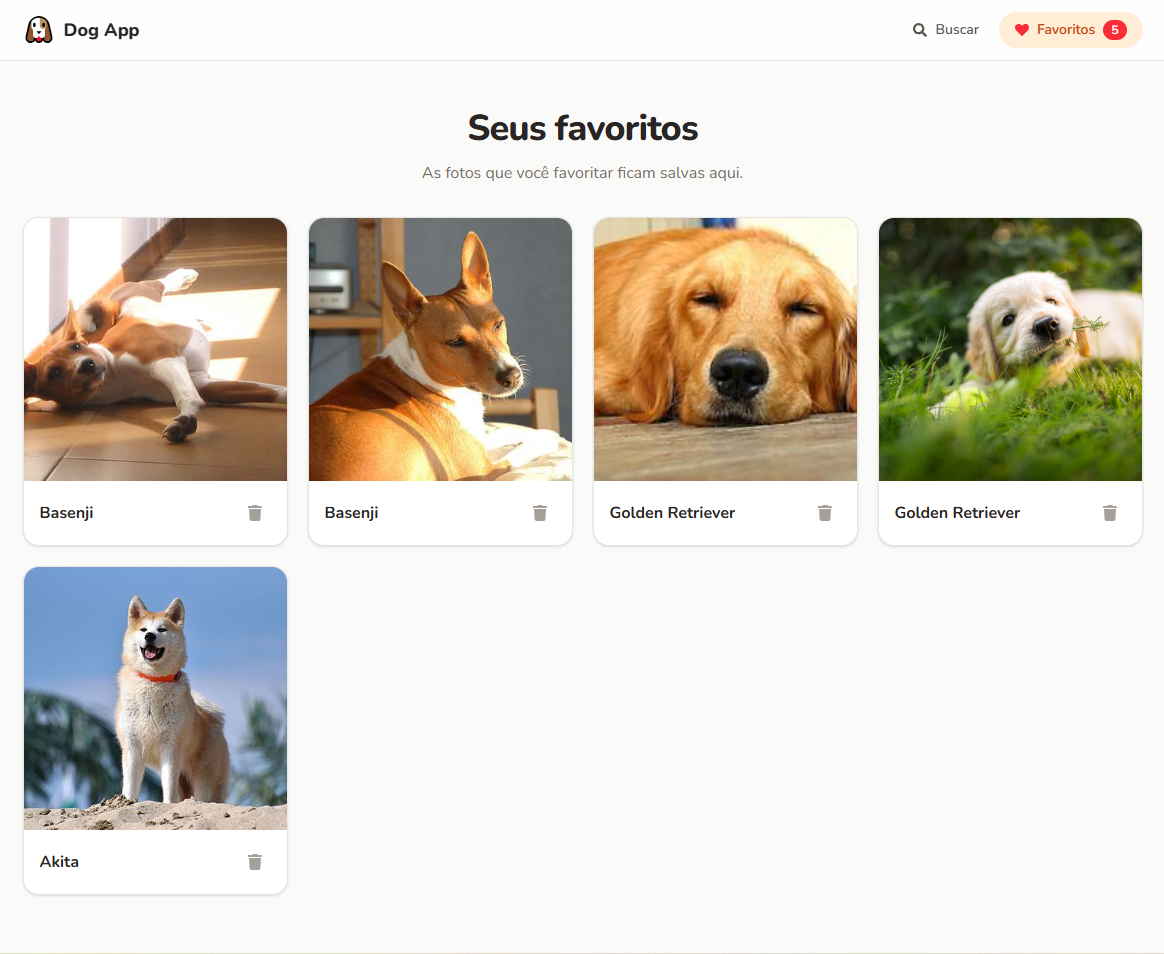 Dog App
Buscar
Favoritos 5
Seus favoritos
As fotos que você favoritar ficam salvas aqui.
Basenji
Basenji
Golden Retriever
Golden Retriever
Akita